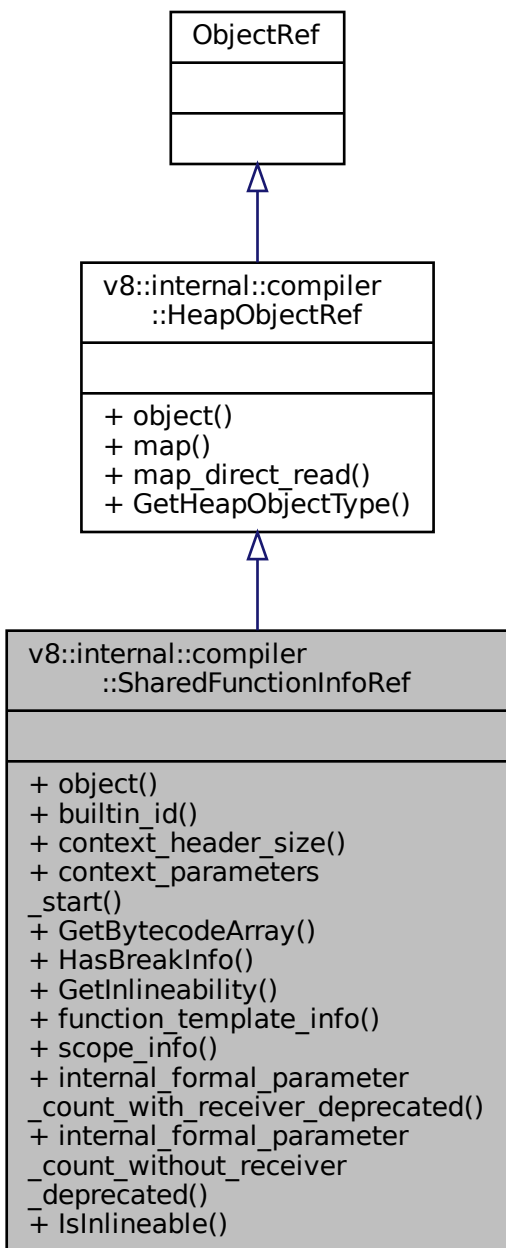 ObjectRef
v8::internal::compiler
::HeapObjectRef
+ object()
+ map()
+ map_direct_read()
+ GetHeapObjectType()
v8::internal::compiler
::SharedFunctionInfoRef
+ object()
+ builtin_id()
+ context_header_size()
+ context_parameters
_start()
+ GetBytecodeArray()
+ HasBreakInfo()
+ GetInlineability()
+ function_template_info()
+ scope_info()
+ internal_formal_parameter
_count_with_receiver_deprecated()
+ internal_formal_parameter
_count_without_receiver
_deprecated()
+ IsInlineable()